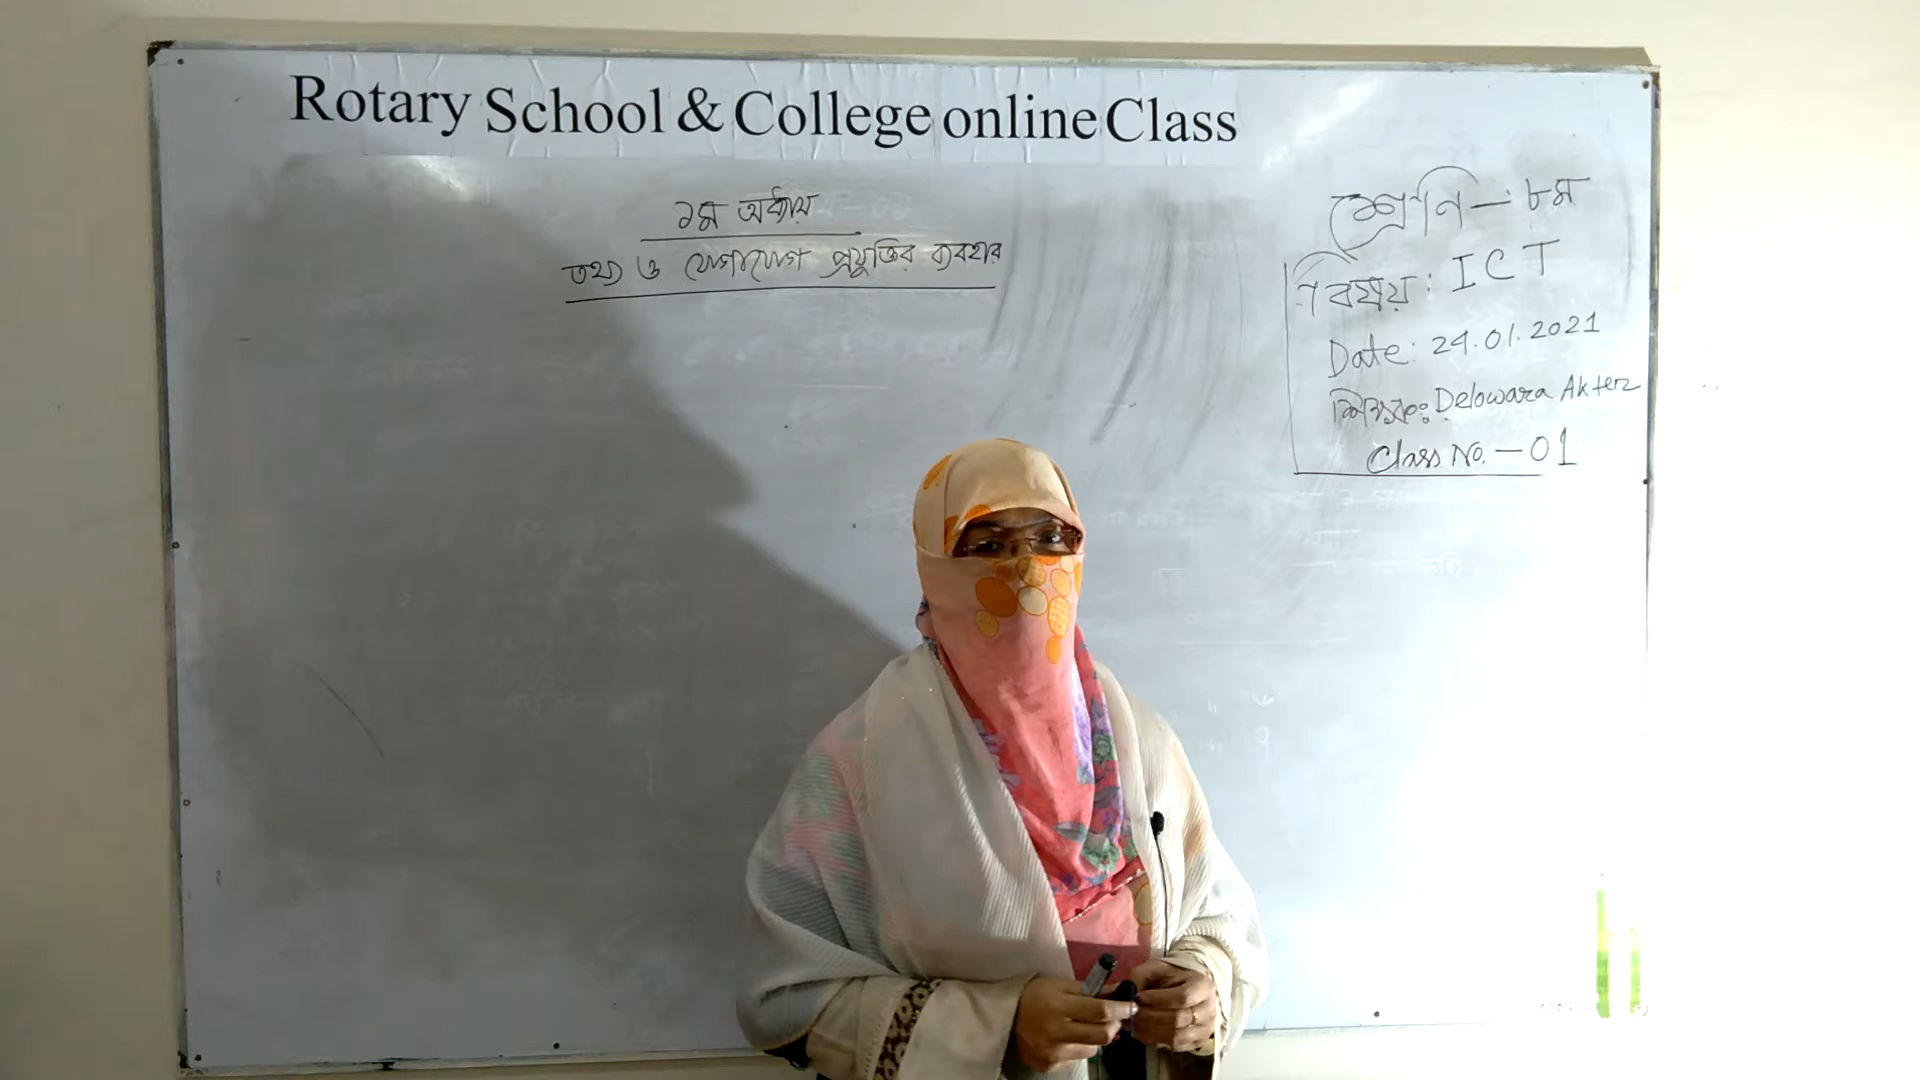 Rotary School & College online Class
১ম অধ্যায়
তথ্য ও যোগাযোগ প্রযুক্তির ব্যবহার
শ্রেণি - ৮ম
বিষয় : ICT
Date: 24.01.2021
শিক্ষকঃ Delowara Akter
Class No. - 01